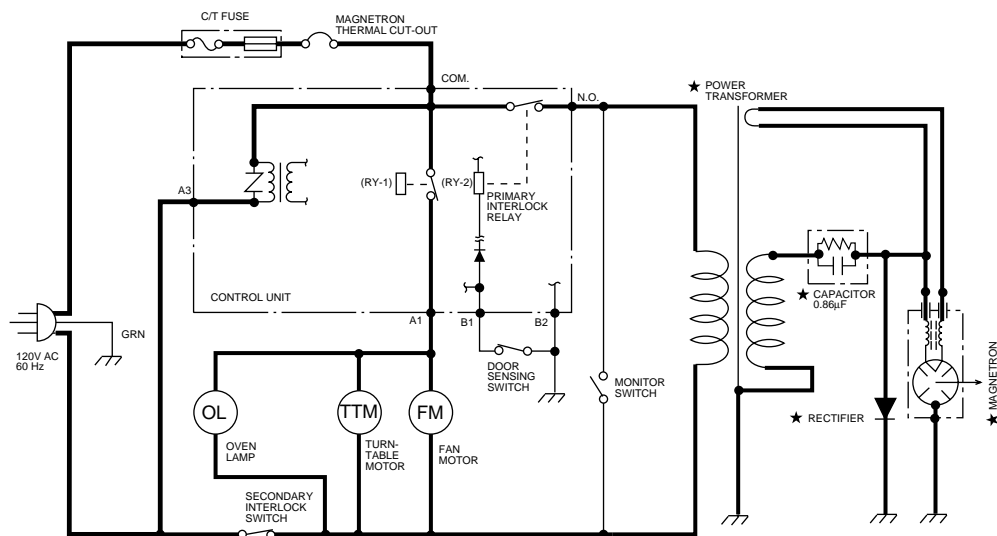 C/T FUSE
MAGNETRON
THERMAL CUT-OUT
COM.
N.O.
★ POWER
TRANSFORMER
A3
(RY-1)
(RY-2)
PRIMARY
INTERLOCK
RELAY
CONTROL UNIT
A1
B1
B2
GRN
120V AC
60 Hz
DOOR
SENSING
SWITCH
MONITOR
SWITCH
★ CAPACITOR
0.86µF
★ RECTIFIER
★ MAGNETRON
OL
OVEN
LAMP
TTM
TURN-
TABLE
MOTOR
FM
FAN
MOTOR
SECONDARY
INTERLOCK
SWITCH